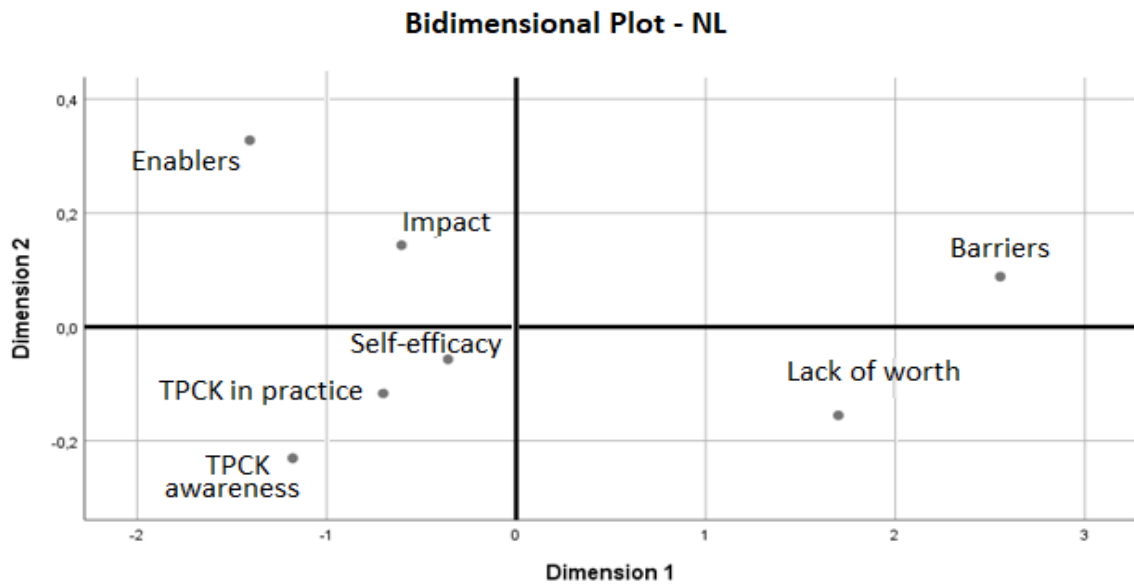 Bidimensional Plot - NL
0,4
Enablers
0,2
Impact
Barriers
Dimension 2
0,0
Self-efficacy
Lack of worth
TPCK in practice
-0,2
TPCK
awareness
-2
-1
0
1
2
3
Dimension 1